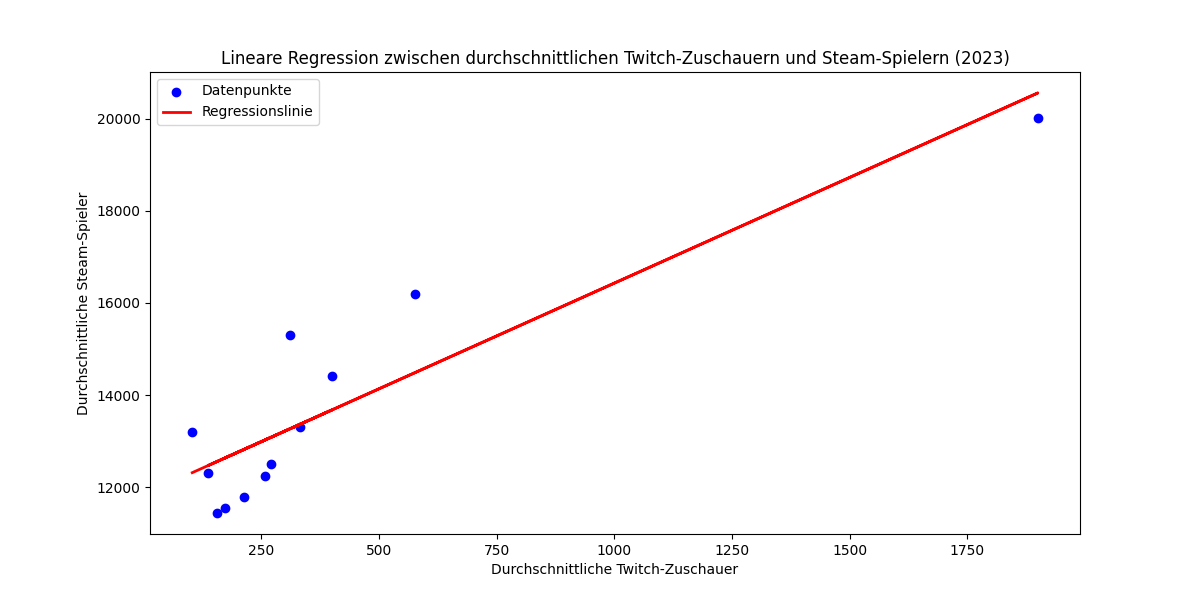 Lineare Regression zwischen durchschnittlichen Twitch-Zuschauern und Steam-Spielern (2023)
Datenpunkte
Regressionslinie
Durchschnittliche Steam-Spieler
20000
18000
16000
14000
12000
250 500 750 1000 1250 1500 1750
Durchschnittliche Twitch-Zuschauer